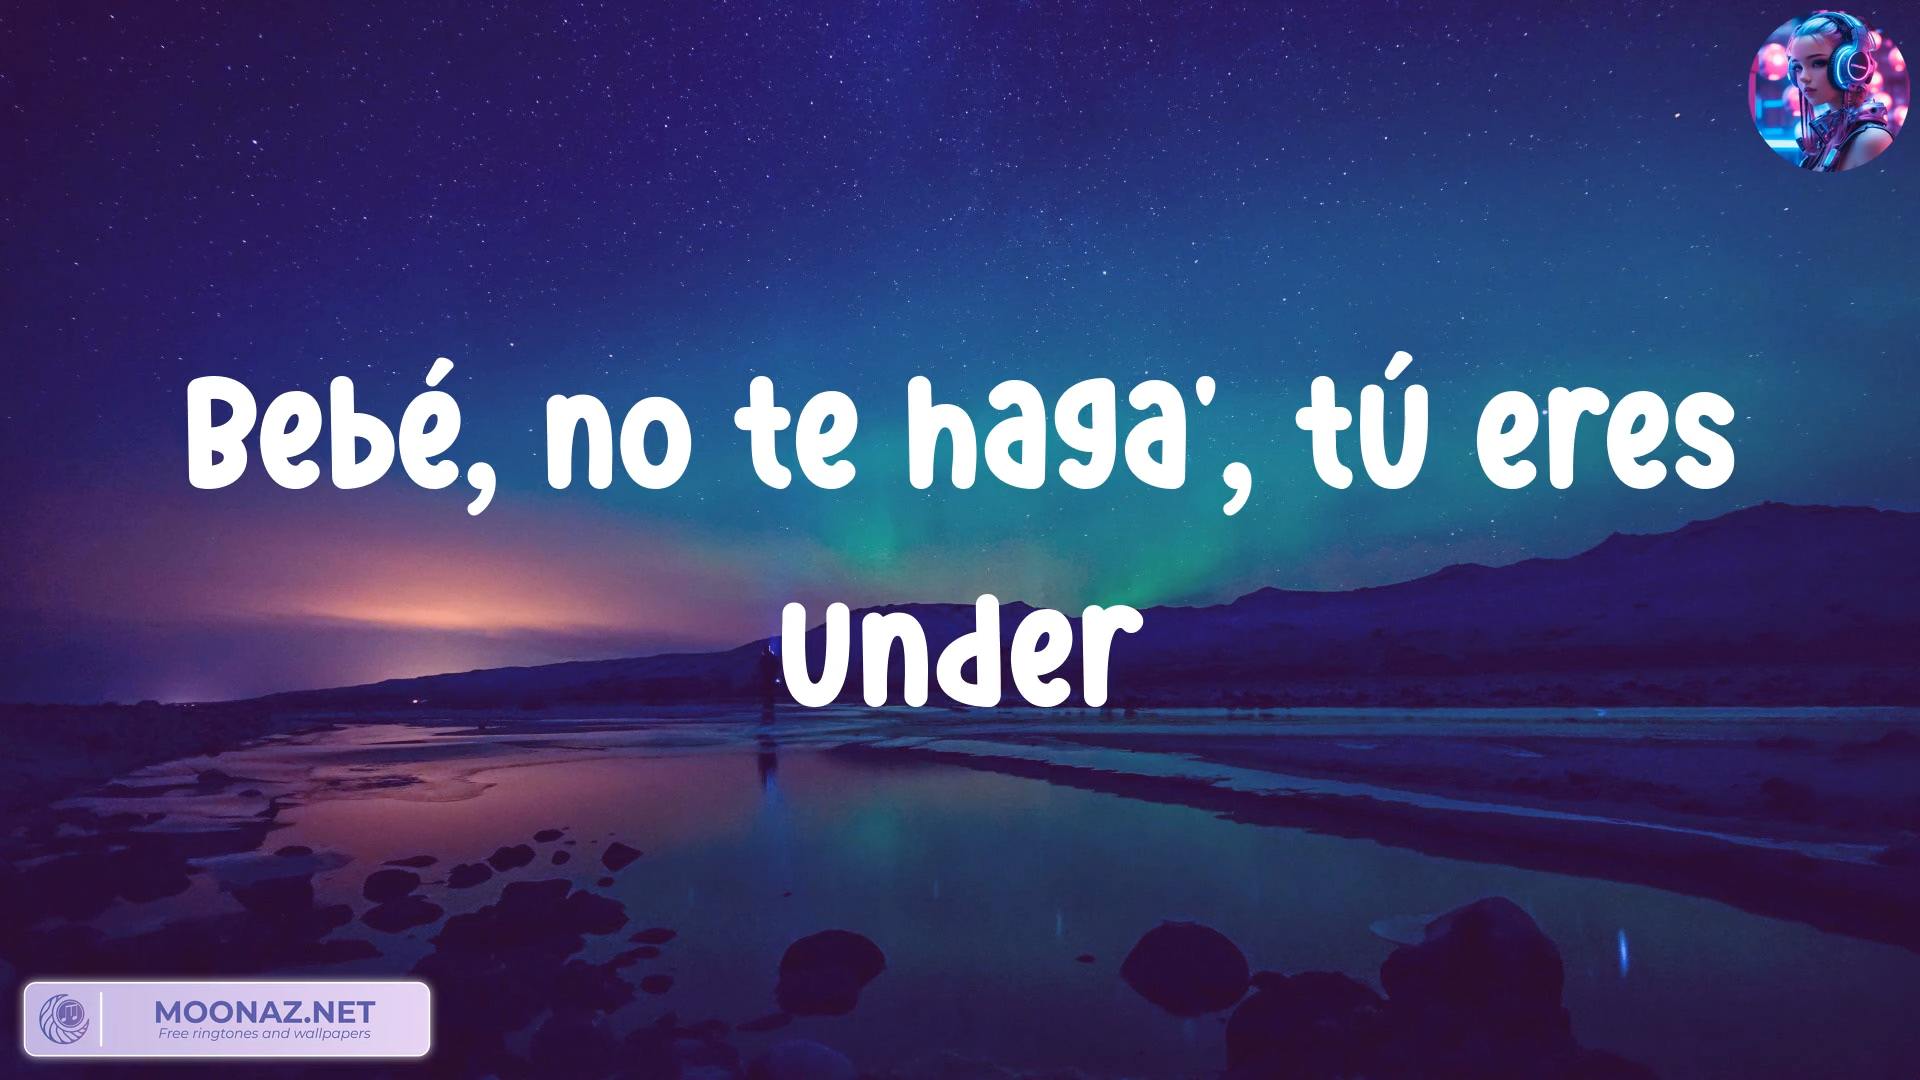 Bebé, no te haga', tú eres
Under
MOONAZ.NET
Free ringtones and wallpapers